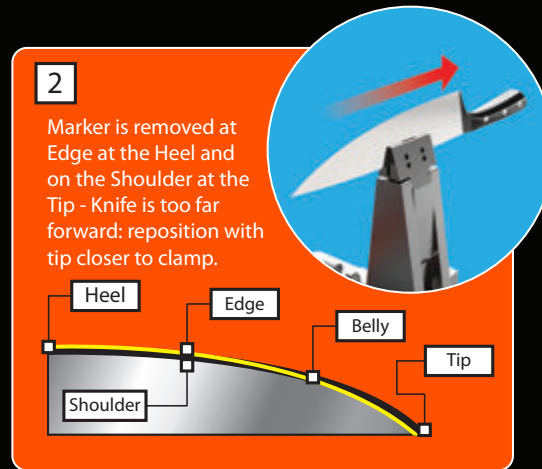 2
Marker is removed at
Edge at the Heel and
on the Shoulder at the
Tip - Knife is too far
forward: reposition with
tip closer to clamp.
Heel
Edge
Belly
Tip
Shoulder